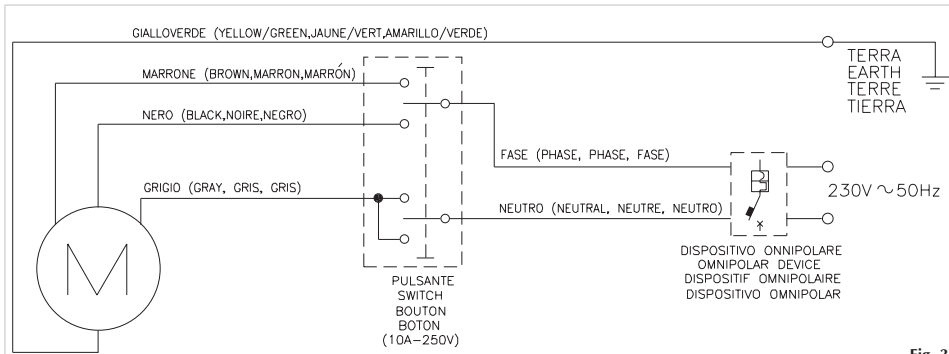 GIALLOVERDE (YELLOW/GREEN,JAUNE/VERT,AMARILLO/VERDE)
TERRA
EARTH
TERRE
TIERRA
MARRONE (BROWN,MARRON,MARRÓN)
NERO (BLACK,NOIRE,NEGRO)
FASE (PHASE, PHASE, FASE)
GRIGIO (GRAY, GRIS, GRIS)
230V ~ 50Hz
NEUTRO (NEUTRAL, NEUTRE, NEUTRO)
M
DISPOSITIVO ONNIPOLARE
OMNIPOLAR DEVICE
DISPOSITIF OMNIPOLAIRE
DISPOSITIVO OMNIPOLAR
PULSANTE
SWITCH
BOUTON
BOTON
(10A-250V)
Fig. 2